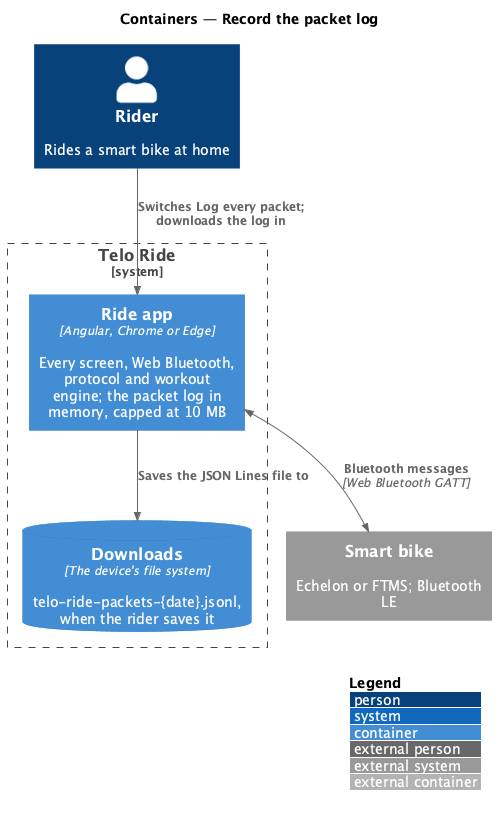 Containers — Record the packet log
Rider
Rides a smart bike at home
Switches Log every packet;
downloads the log in
Telo Ride
[system]
Ride app
[Angular, Chrome or Edge]
Every screen, Web Bluetooth,
protocol and workout
engine; the packet log in
memory, capped at 10 MB
Bluetooth messages
[Web Bluetooth GATT]
Saves the JSON Lines file to
Downloads
[The device's file system]
telo-ride-packets-{date}.jsonl,
when the rider saves it
Smart bike
Echelon or FTMS; Bluetooth
LE
Legend
person
system
container
external person
external system
external container